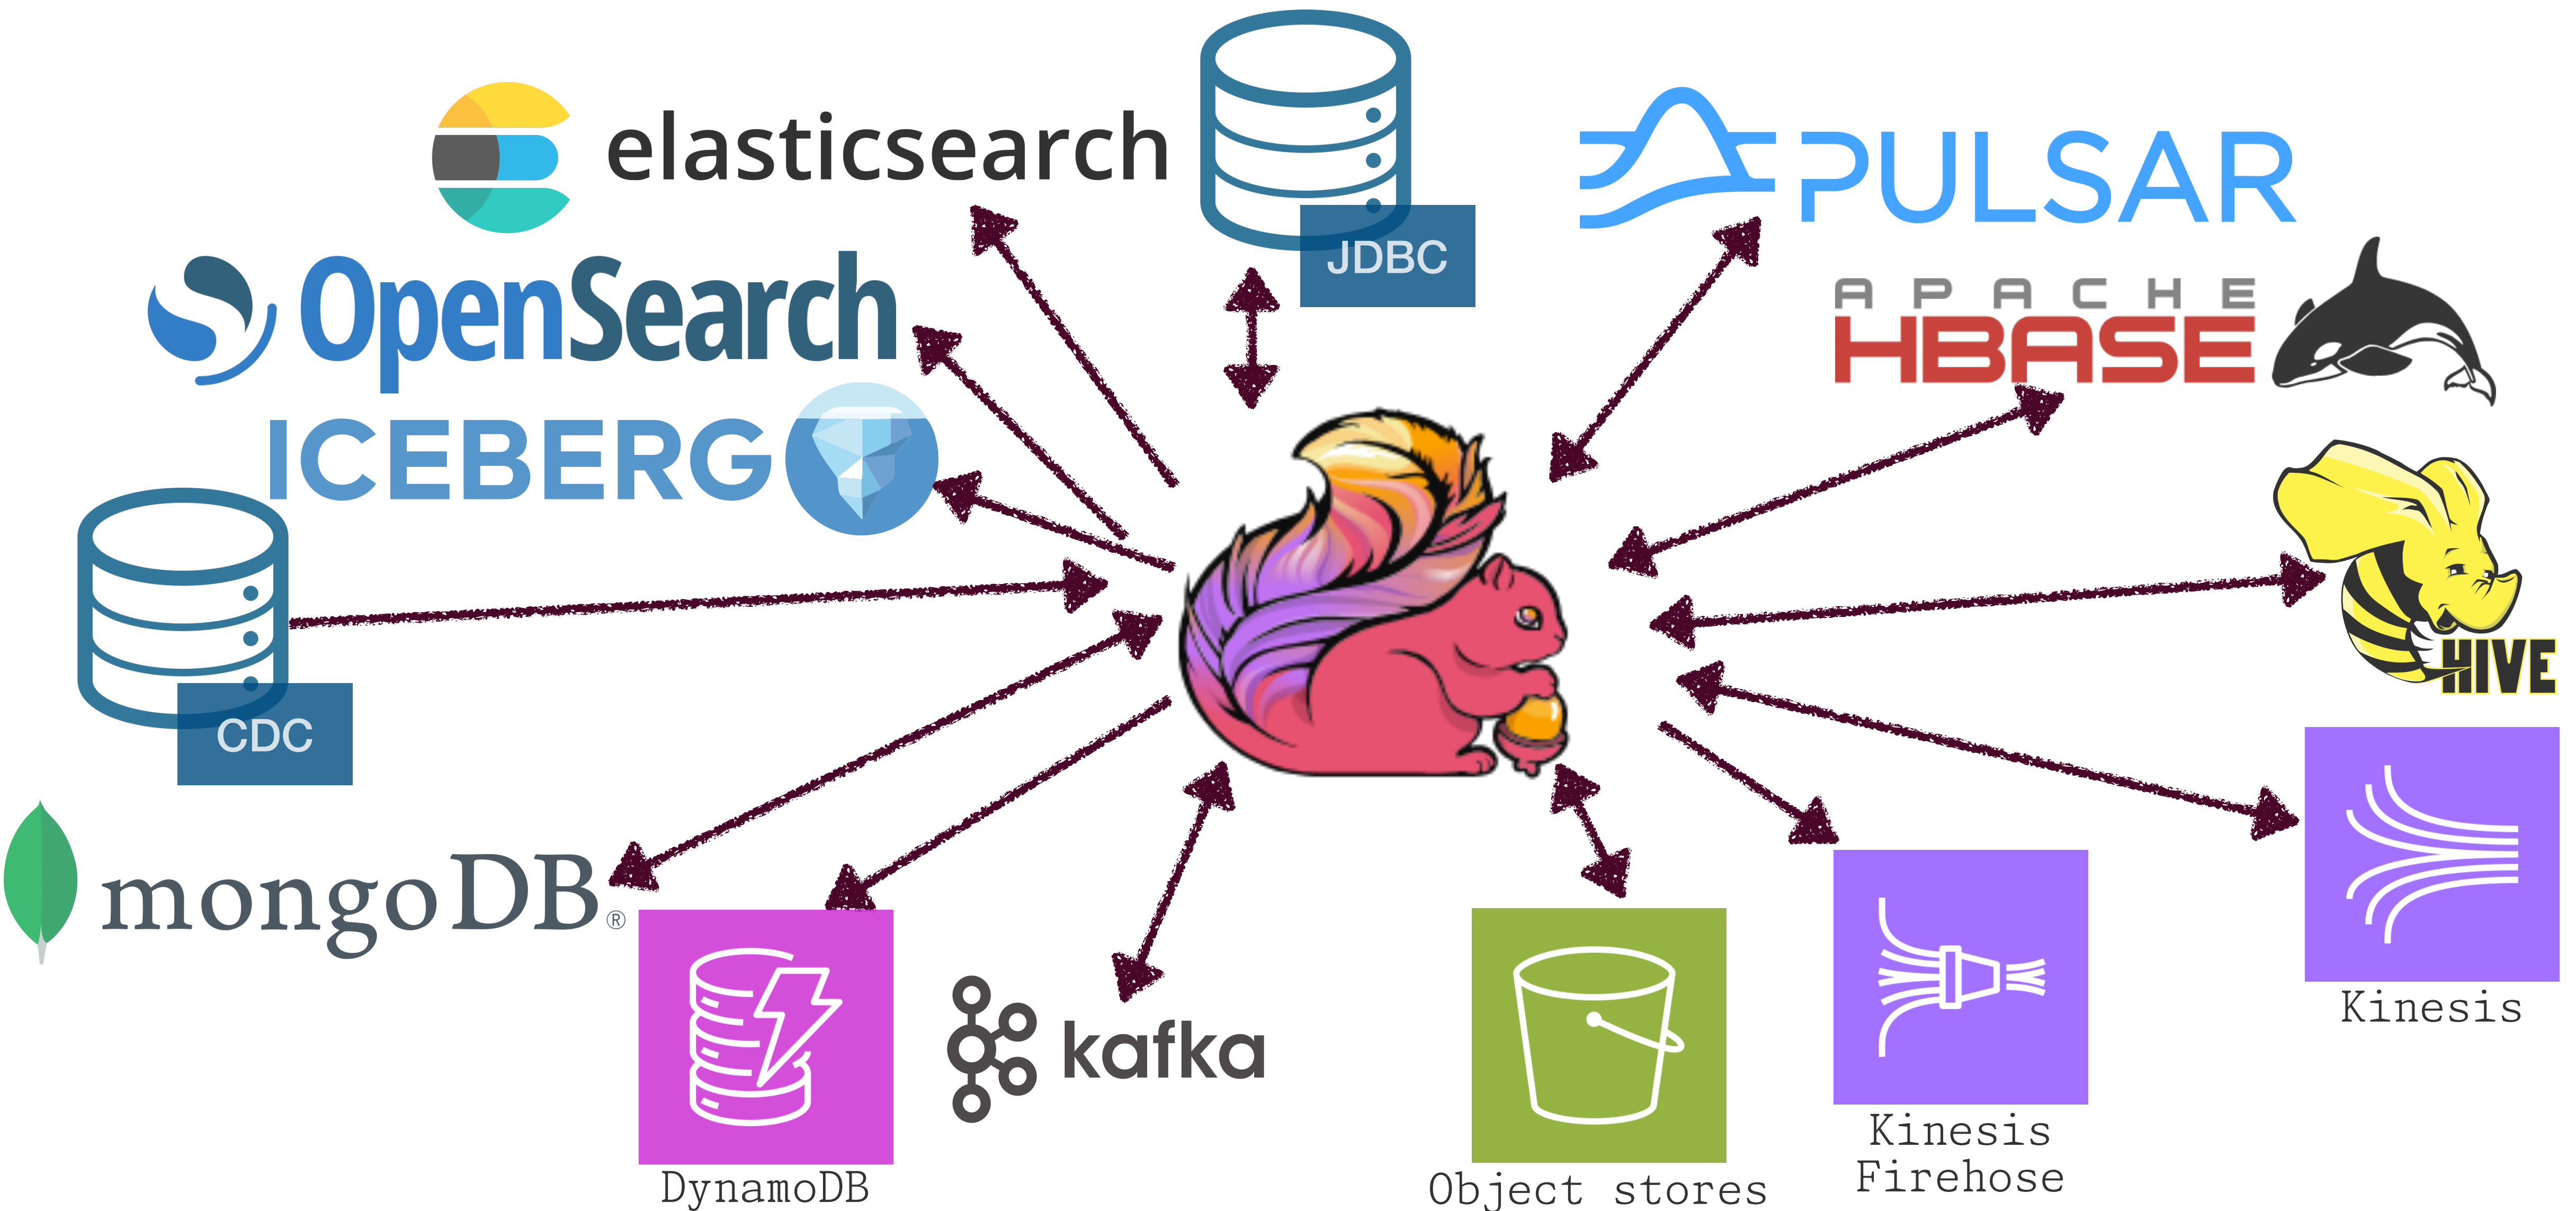 elasticsearch
JDBC
PULSAR
OpenSearch
APACHE
HBASE
ICEBERG
HIVE
CDC
mongoDB®
kafka
DynamoDB
Object stores
Kinesis
Firehose
Kinesis